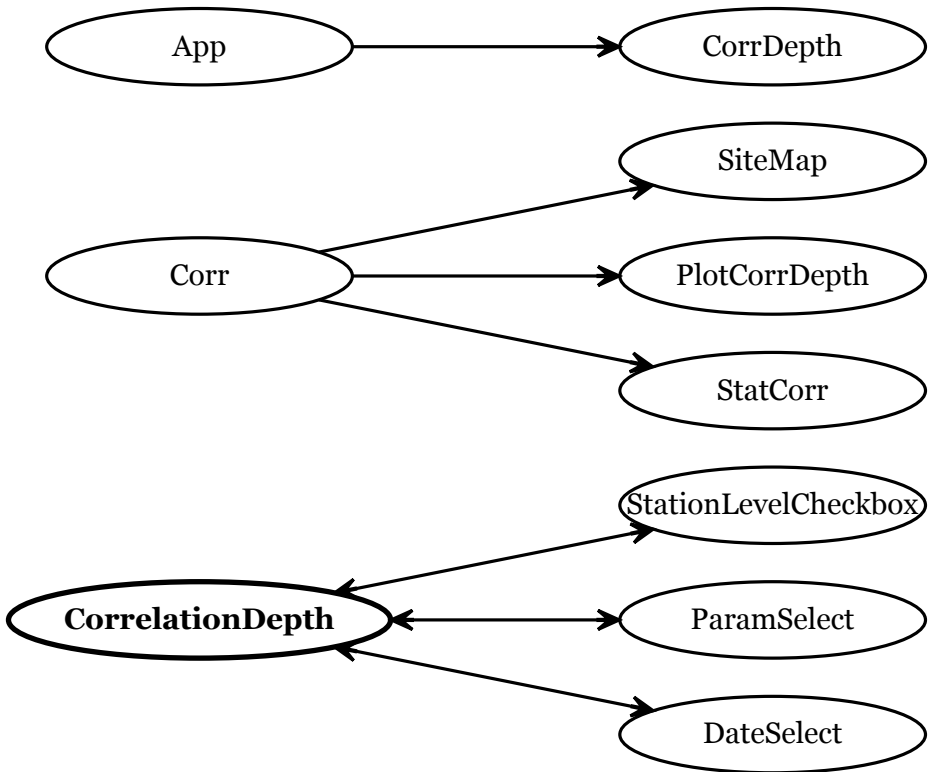 App
CorrDepth
SiteMap
Corr
PlotCorrDepth
StatCorr
StationLevelCheckbox
CorrelationDepth
ParamSelect
DateSelect